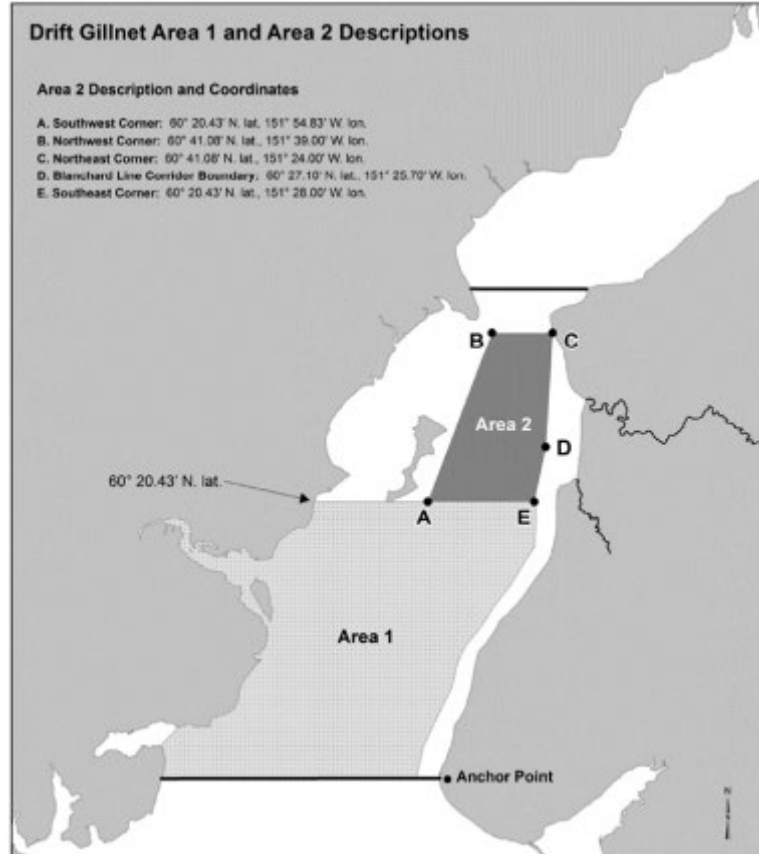 Drift Gillnet Area 1 and Area 2 Descriptions
Area 2 Description and Coordinates
A. Southwest Corner: 60° 20.43' N. lat., 151° 54.83' W. lon.
B. Northwest Corner: 60° 41.08' N. lat., 151° 39.00' W. lon.
C. Northeast Corner: 60° 41.08' N. lat., 151° 24.00' W. lon.
D. Blanchard Line Corridor Boundary: 60° 27.10' N. lat., 151° 25.70' W. lon.
E. Southeast Corner: 60° 20.43' N. lat., 151° 28.00' W. lon.
B
C
Area 2
D
60° 20.43' N. lat.
A
E
Area 1
Anchor Point
N